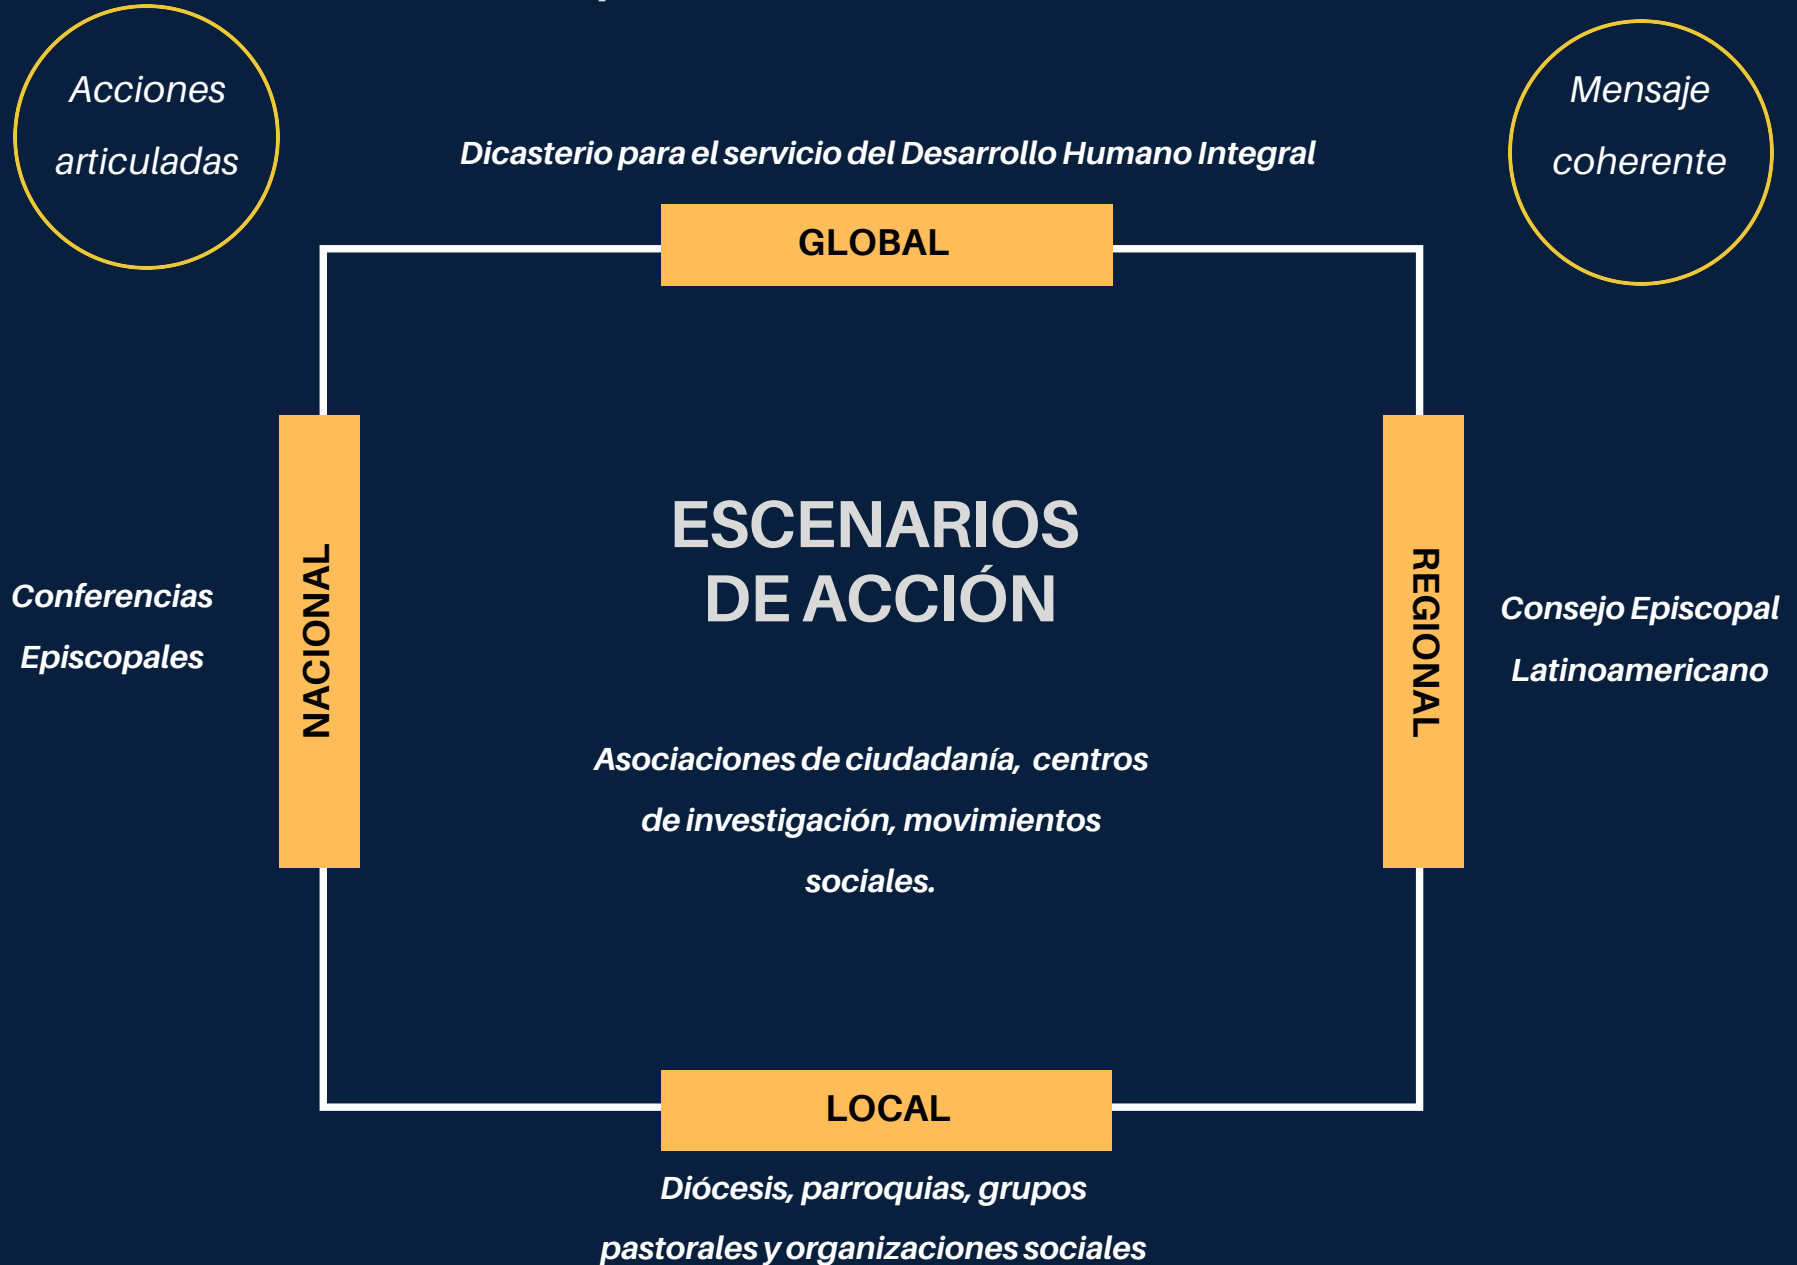 Acciones
articuladas
Mensaje
coherente
Dicasterio para el servicio del Desarrollo Humano Integral
GLOBAL
NACIONAL
Conferencias
Episcopales
ESCENARIOS
DE ACCIÓN
Asociaciones de ciudadanía, centros
de investigación, movimientos
sociales.
REGIONAL
Consejo Episcopal
Latinoamericano
LOCAL
Diócesis, parroquias, grupos
pastorales y organizaciones sociales